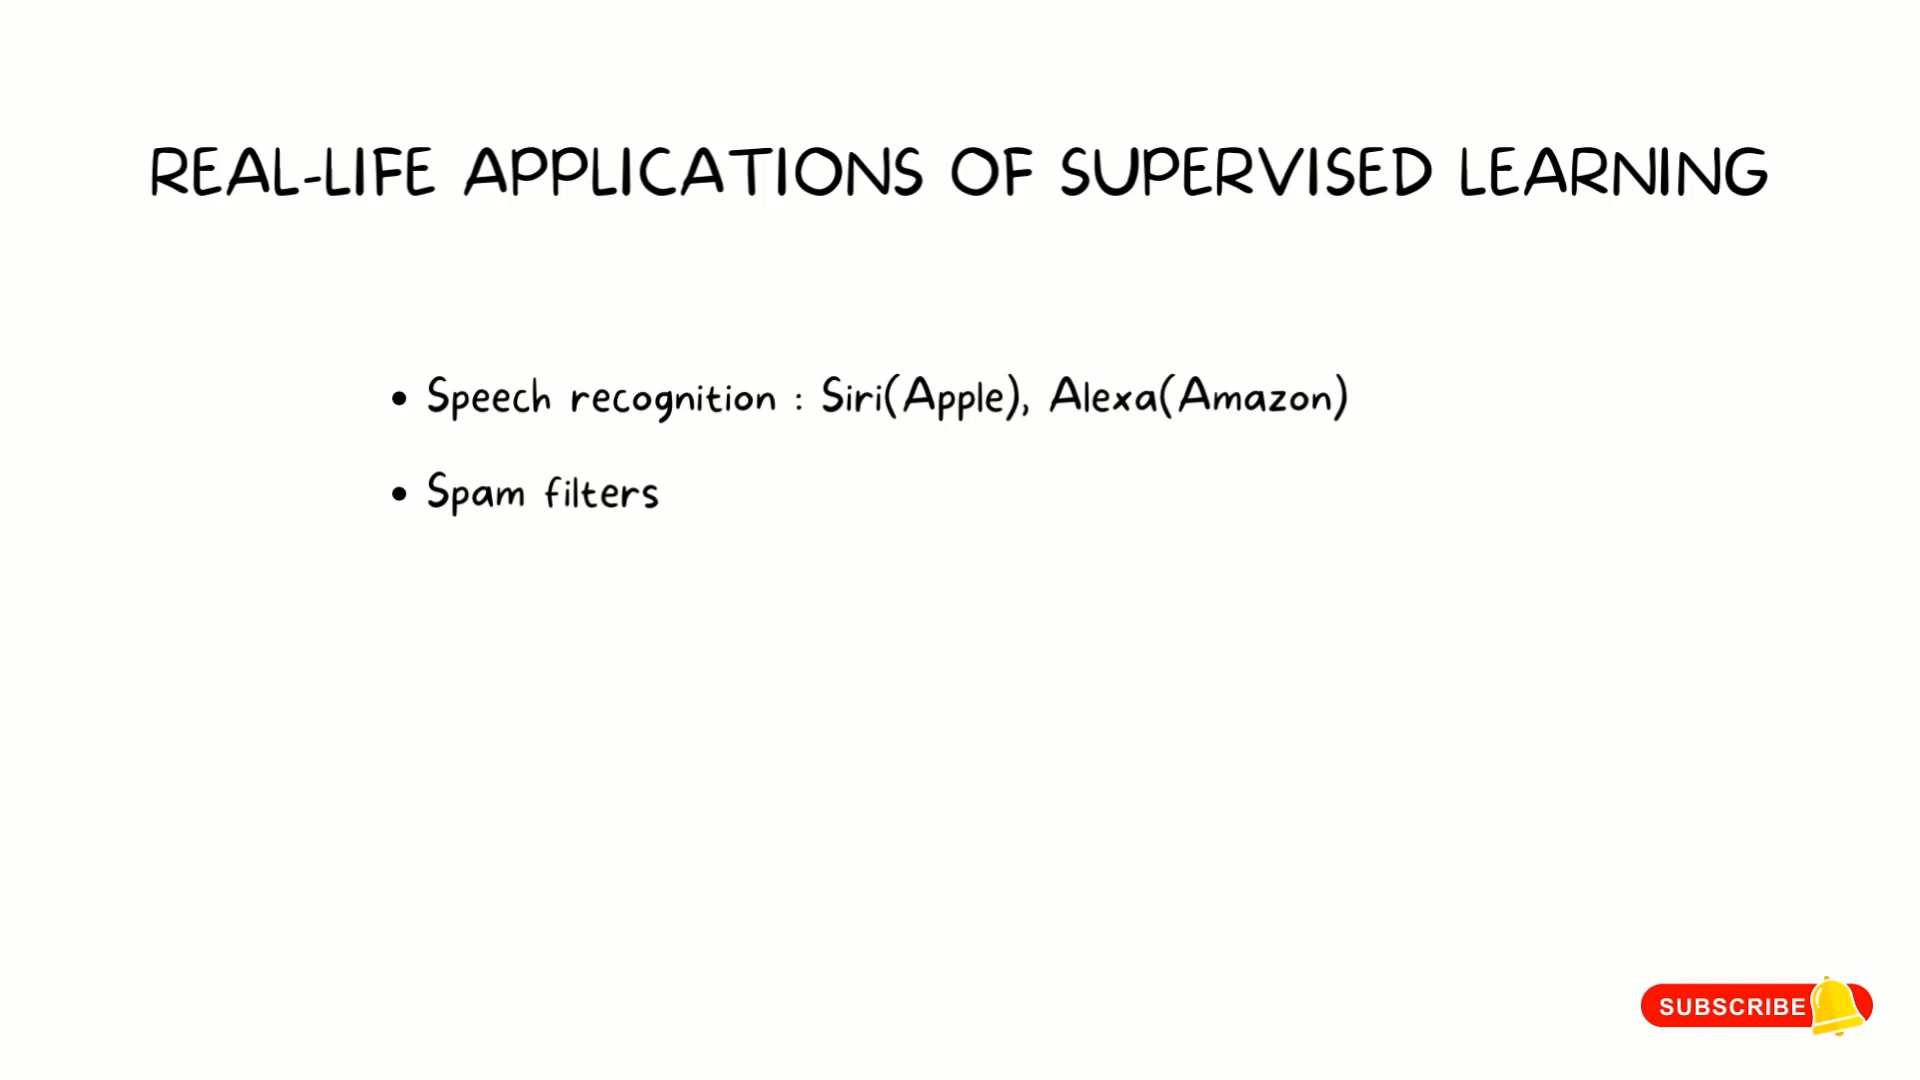 REAL-LIFE APPLICATIONS OF SUPERVISED LEARNING
• Speech recognition : Siri(Apple), Alexa(Amazon)
• Spam filters
SUBSCRIBE